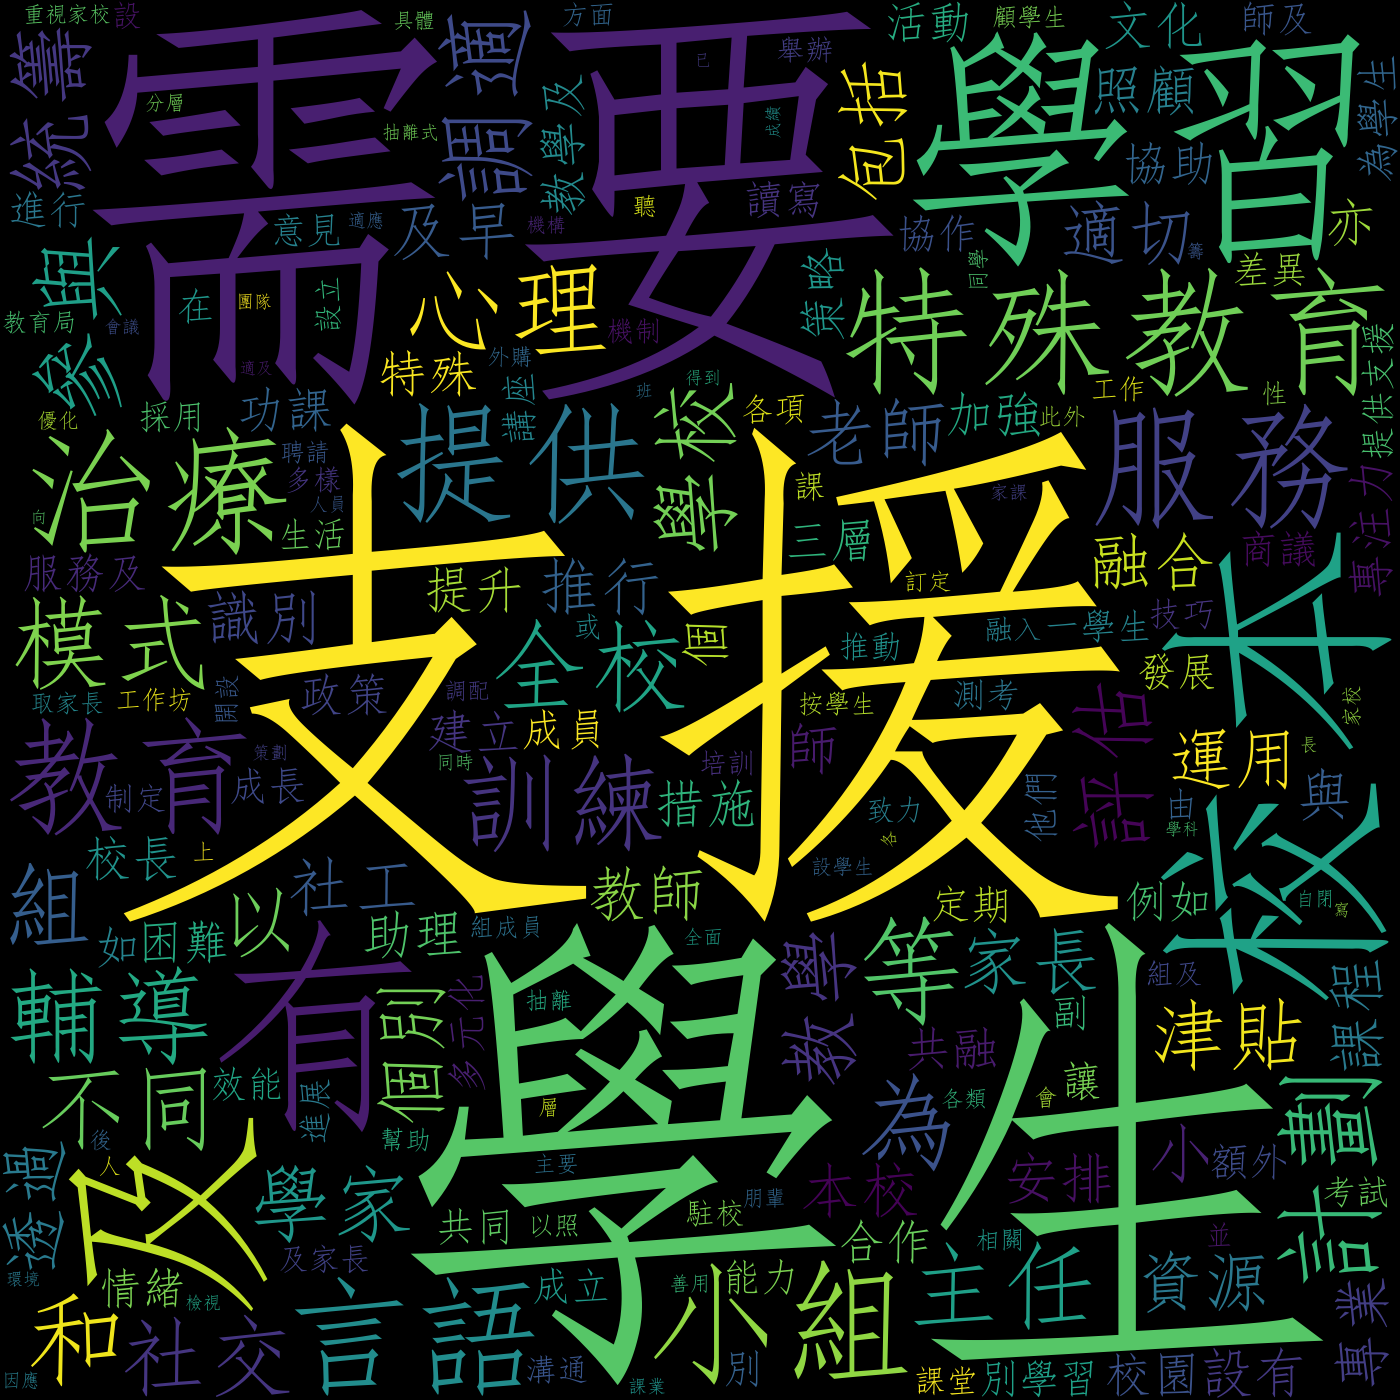 重視家校
設
需要
具體
調適
方面
舉辦
已
活動
顧學生
文化
師及
學習
統籌
分層
抽離式
教學及
成績
包括
照顧
為學生
進行
意見
適應
及早
機構
聽
讀寫
協助
協作
適切
籌
亦
參與
在
團隊
設立
心理
策略
同學
差異
教育局
會議
適及
機制
特殊教育
特殊
外購
班
得到
提供支援
優化
採用
功課
講座
提供
學校
各項
老師
加強
此外
工作
性
服務
治療
聘請
多樣
人員
家課
課
三層
商議
專注力
向
生活
支援
服務及
提升
推行
訂定
融合
模式
識別
或
個
推動
融入一學生
技巧
本校
全校
取家長
工作坊
開設
政策
調配
按學生
測考
發展
家校
教育
建立
成員
師
評估
運用
長
策劃
同時
培訓
制定
成長
訓練
措施
致力
他們
由
與
學科
校長
上
各
設學生
組
社工
教師
定期
例如
自閉
寫
如困難
以
助理
組成員
全面
等
家長
組及
課程
輔導
有
個別
多元化
抽離
教學
共融
副
津貼
不同
效能
進展
層
各類
會
讓
為
計劃
幫助
學生
透過
後
人
及
學家
主要
朋輩
本校
安排
小
額外
共同
以照
駐校
考試
合作
相關
並
及家長
環境
情緒
檢視
言語
成立
善用
能力
主任
資源
專業
和
社交
小組
因應
溝通
課業
別
課堂
別學習
校園設有